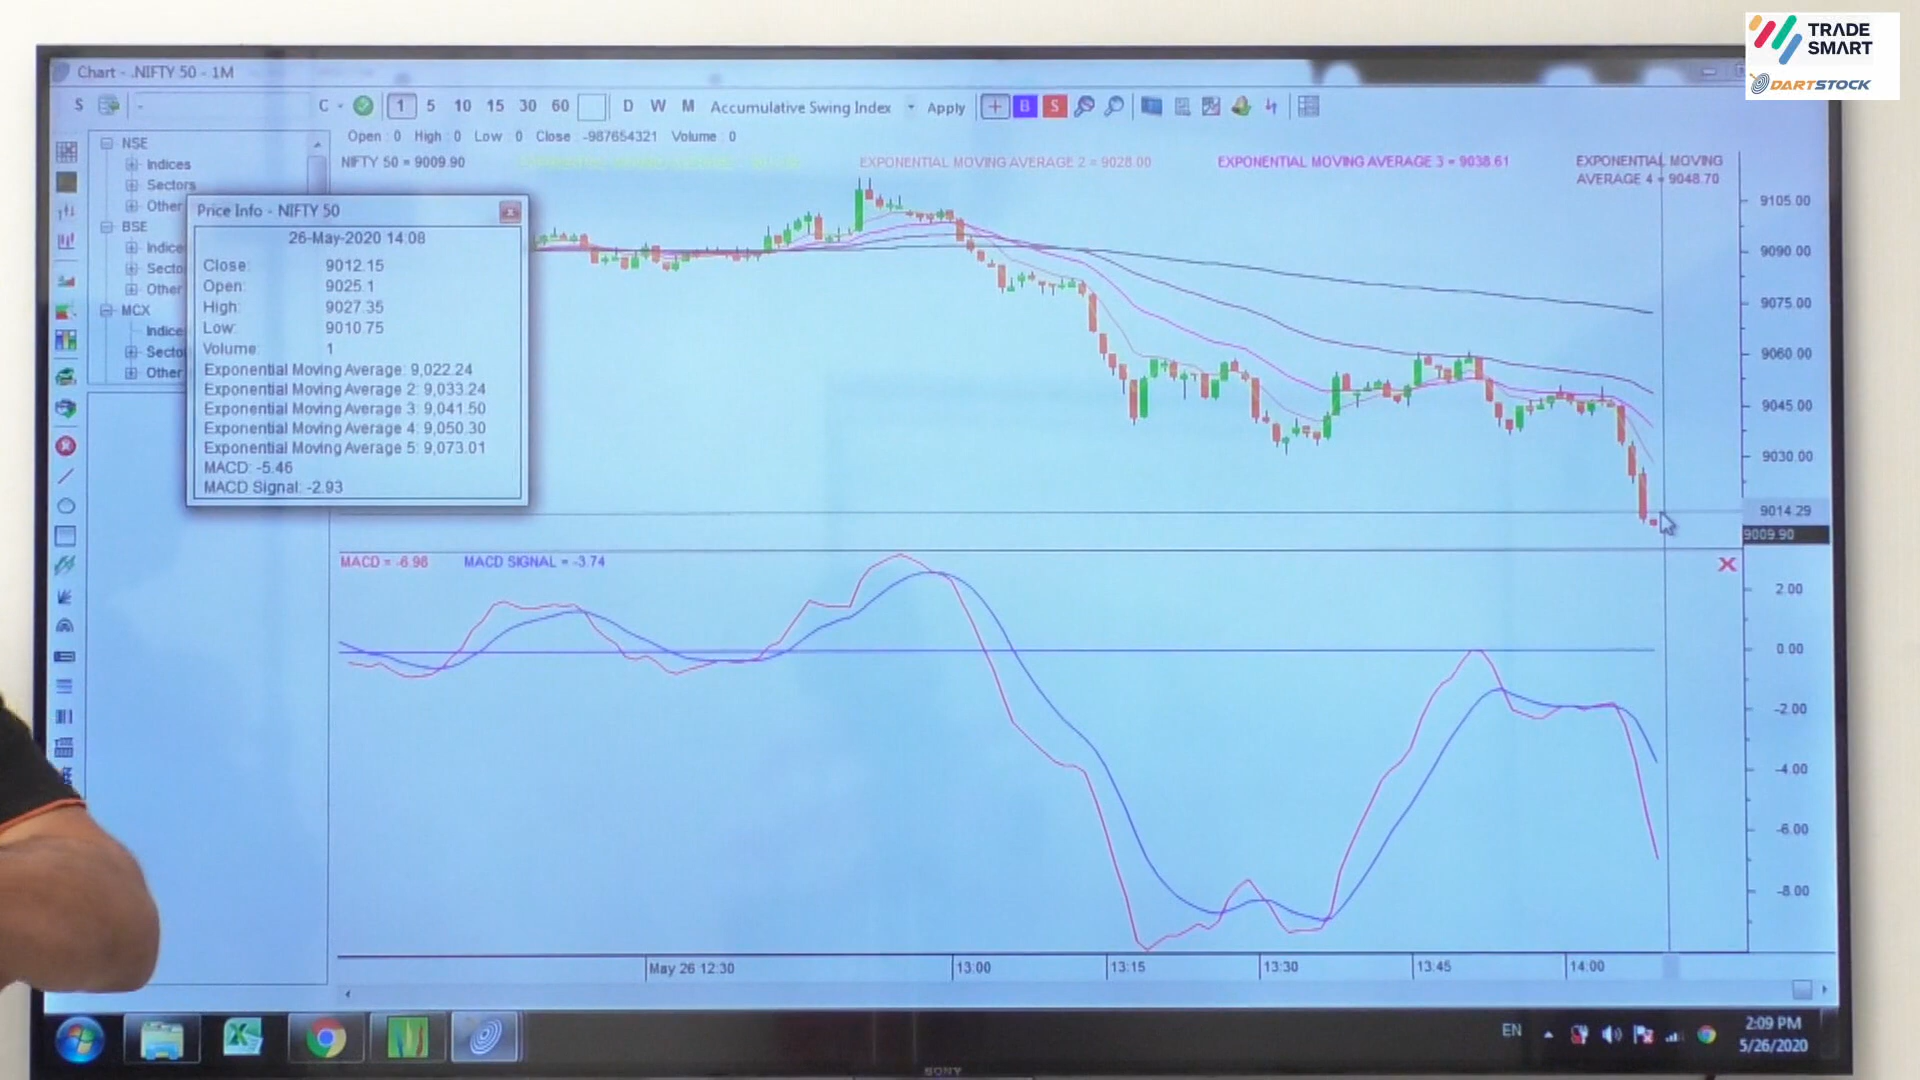 TRADE
SMART
DARTSTOCK
Chart - .NIFTY 50 - 1M
S C 1 5 10 15 30 60 D W M Accumulative Swing Index Apply B S
Open : 0 High : 0 Low : 0 Close : -987654321 Volume : 0
NIFTY 50 = 9009.90
EXPONENTIAL MOVING AVERAGE 2 = 9028.00
EXPONENTIAL MOVING AVERAGE 3 = 9038.61
EXPONENTIAL MOVING
AVERAGE 4 = 9048.70
NSE
Indices
Sectors
Other
BSE
Indice
Secto
Other
MCX
Indice
Secto
Other
Price Info - NIFTY 50
26-May-2020 14:08
Close: 9012.15
Open: 9025.1
High: 9027.35
Low: 9010.75
Volume: 1
Exponential Moving Average: 9,022.24
Exponential Moving Average 2: 9,033.24
Exponential Moving Average 3: 9,041.50
Exponential Moving Average 4: 9,050.30
Exponential Moving Average 5: 9,073.01
MACD: -5.46
MACD Signal: -2.93
9105.00
9090.00
9075.00
9060.00
9045.00
9030.00
9014.29
9009.90
MACD = -6.96 MACD SIGNAL = -3.74
2.00
0.00
-2.00
-4.00
-6.00
-8.00
May 26 12:30 13:00 13:15 13:30 13:45 14:00
EN
2:09 PM
5/26/2020
SONY